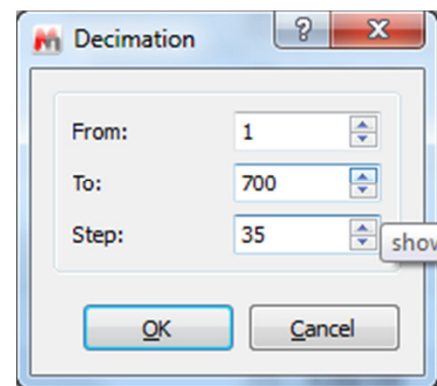 Decimation ?
From: 1
To: 700
Step: 35
show
OK Cancel